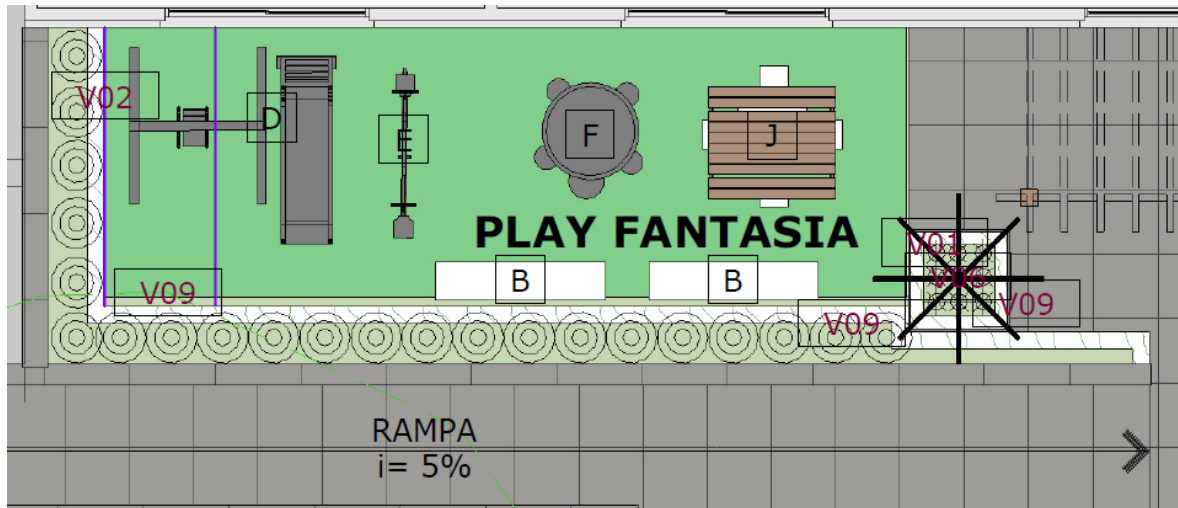 V02
D
E
F
J
PLAY FANTASIA
V01
V06
V09
B
B
V09
V09
RAMPA
i= 5%